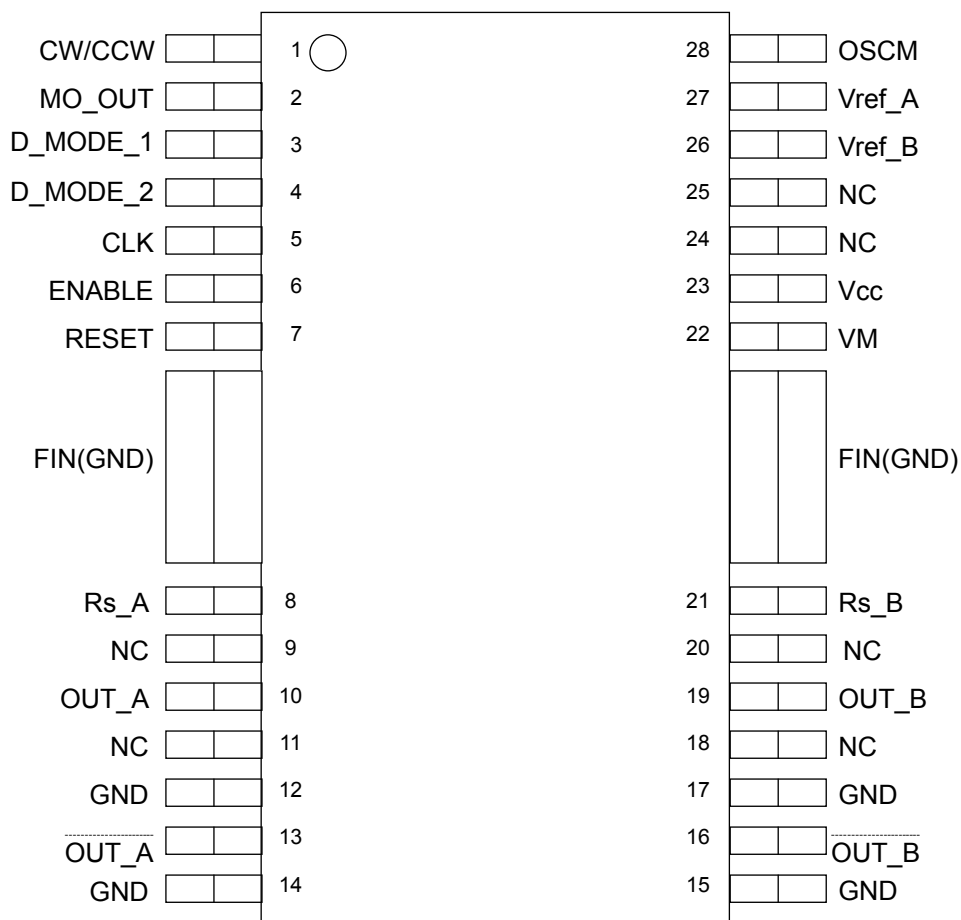 CW/CCW 1 28 OSCM
MO_OUT 2 27 Vref_A
D_MODE_1 3 26 Vref_B
D_MODE_2 4 25 NC
CLK 5 24 NC
ENABLE 6 23 Vcc
RESET 7 22 VM
FIN(GND) FIN(GND)
Rs_A 8 21 Rs_B
NC 9 20 NC
OUT_A 10 19 OUT_B
NC 11 18 NC
GND 12 17 GND
OUT_A 13 16 OUT_B
GND 14 15 GND